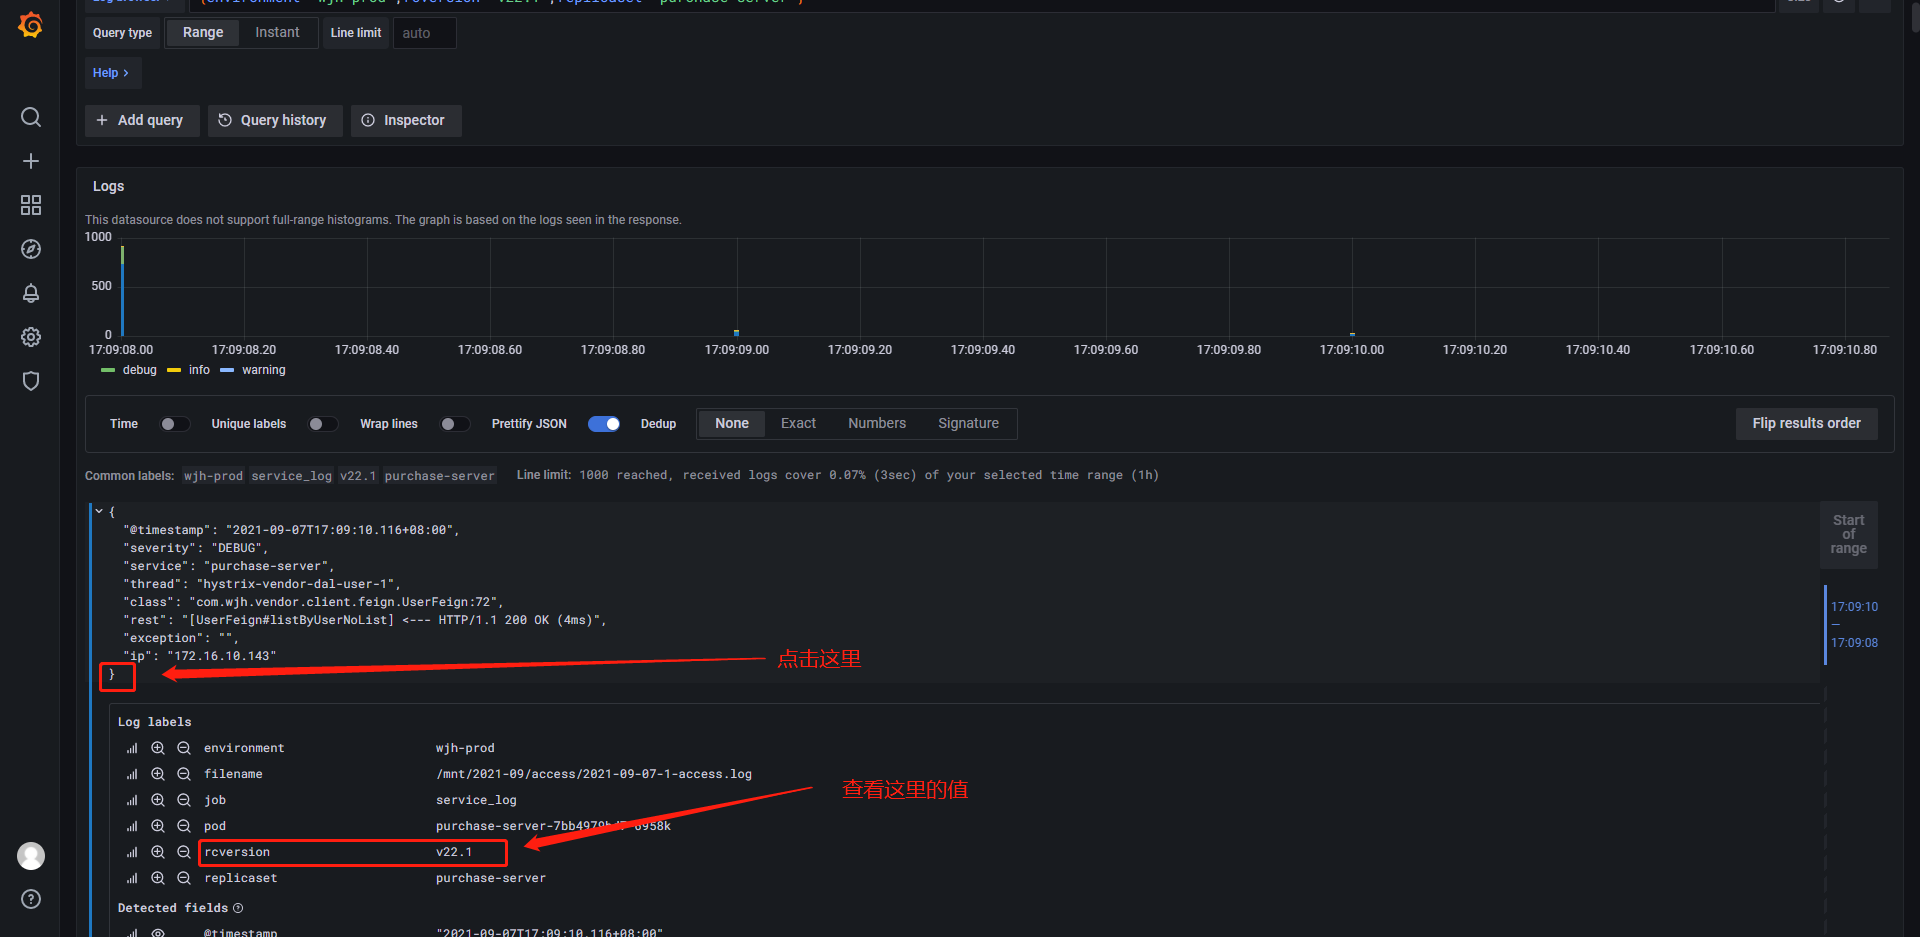 Query type Range Instant Line limit auto
Help >
+ Add query Query history Inspector
Logs
This datasource does not support full-range histograms. The graph is based on the logs seen in the response.
1000
500
0
17:09:08.00 17:09:08.20 17:09:08.40 17:09:08.60 17:09:08.80 17:09:09.00 17:09:09.20 17:09:09.40 17:09:09.60 17:09:09.80 17:09:10.00 17:09:10.20 17:09:10.40 17:09:10.60 17:09:10.80
debug info warning
Time Unique labels Wrap lines Prettify JSON Dedup None Exact Numbers Signature Flip results order
Common labels: wjh-prod service_log v22.1 purchase-server Line limit: 1000 reached, received logs cover 0.07% (3sec) of your selected time range (1h)
{
"@timestamp": "2021-09-07T17:09:10.116+08:00",
"severity": "DEBUG",
"service": "purchase-server",
"thread": "hystrix-vendor-dal-user-1",
"class": "com.wjh.vendor.client.feign.UserFeign:72",
"rest": "[UserFeign#listByUserNoList] <--- HTTP/1.1 200 OK (4ms)",
"exception": "",
"ip": "172.16.10.143"
}
点击这里
Start
of
range
17:09:10
—
17:09:08
Log labels
environment wjh-prod
filename /mnt/2021-09/access/2021-09-07-1-access.log
查看这里的值
job service_log
pod
rcversion v22.1
replicaset purchase-server
Detected fields
@timestamp "2021-09-07T17:09:10.116+08:00"